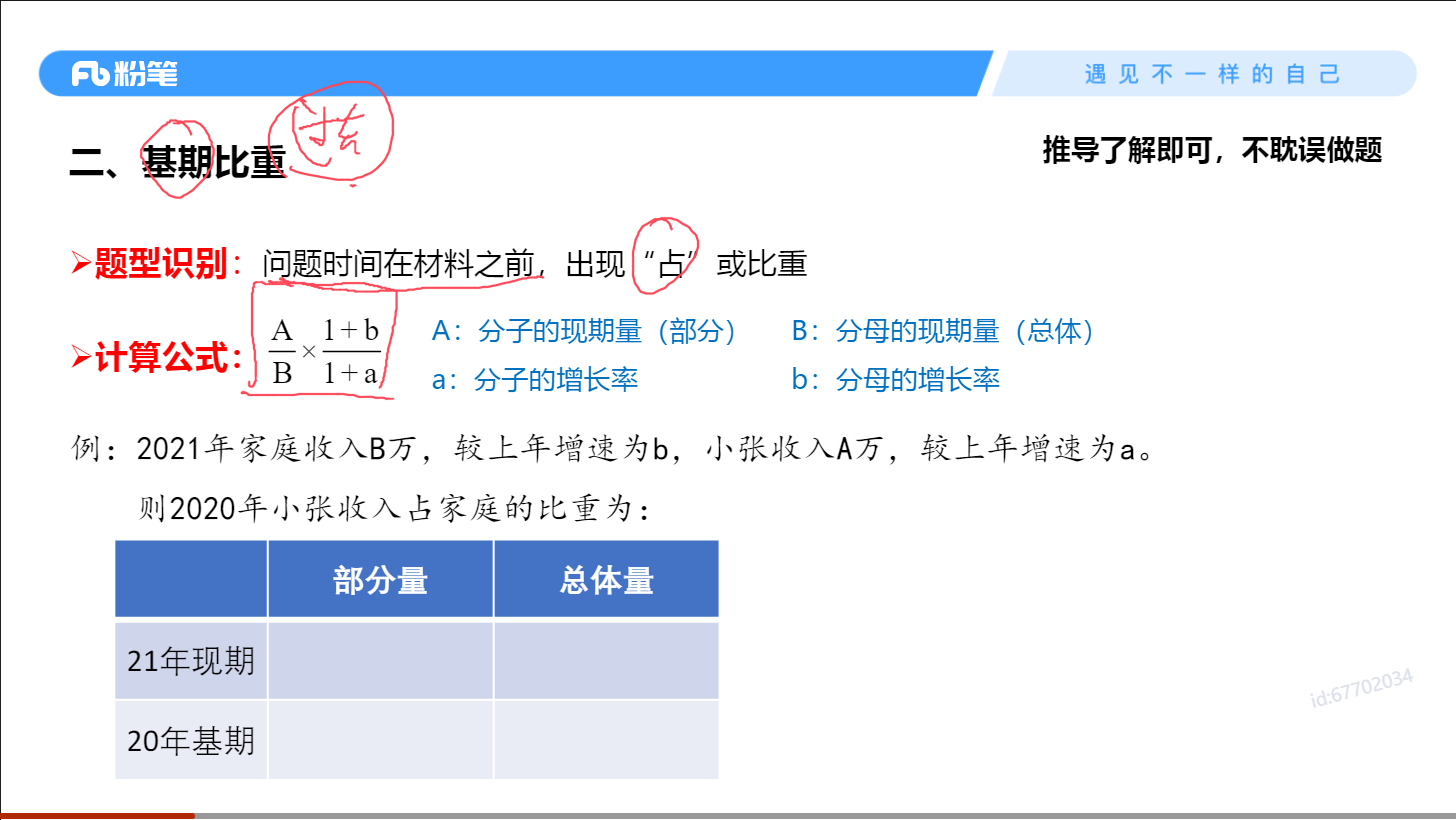 粉笔
遇见不一样的自己
二、基期比重
过去
推导了解即可，不耽误做题
➢题型识别：问题时间在材料之前，出现“占”或比重
➢计算公式：A/B×(1+b)/(1+a)
A：分子的现期量（部分） B：分母的现期量（总体）
a：分子的增长率 b：分母的增长率
例：2021年家庭收入B万，较上年增速为b，小张收入A万，较上年增速为a。
则2020年小张收入占家庭的比重为：
部分量 总体量
21年现期
20年基期
id:67702034